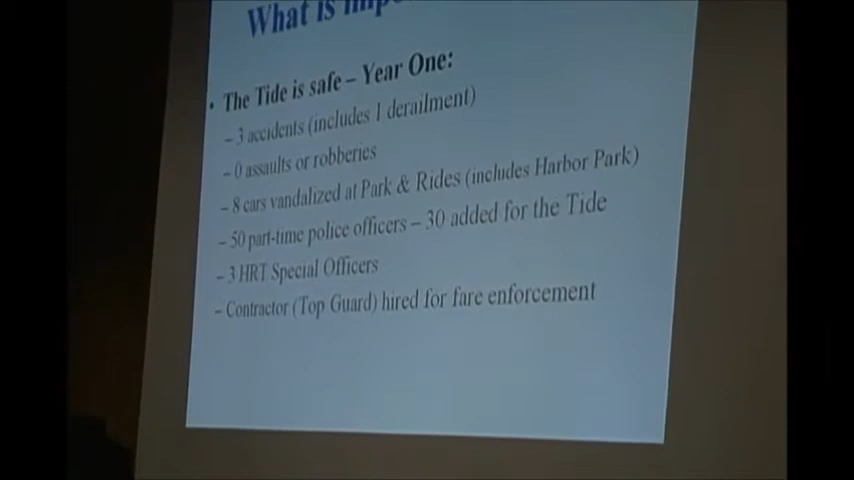 What is
• The Tide is safe – Year One:
– 3 accidents (includes 1 derailment)
– 0 assaults or robberies
– 8 cars vandalized at Park & Rides (includes Harbor Park)
– 50 part-time police officers – 30 added for the Tide
– 3 HRT Special Officers
– Contractor (Top Guard) hired for fare enforcement